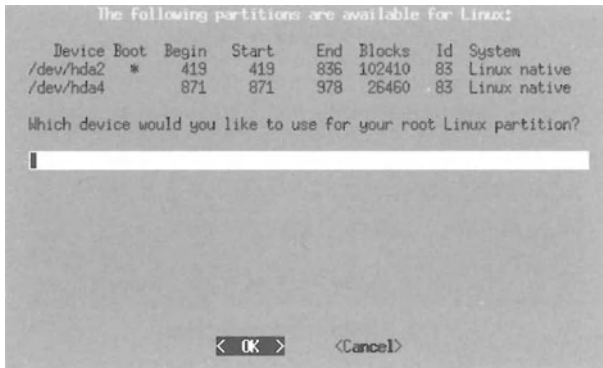 The following partitions are available for Linux:
Device Boot Begin Start End Blocks Id System
/dev/hda2 * 419 419 836 102410 83 Linux native
/dev/hda4 871 871 978 26460 83 Linux native
Which device would you like to use for your root Linux partition?
< OK > <Cancel>